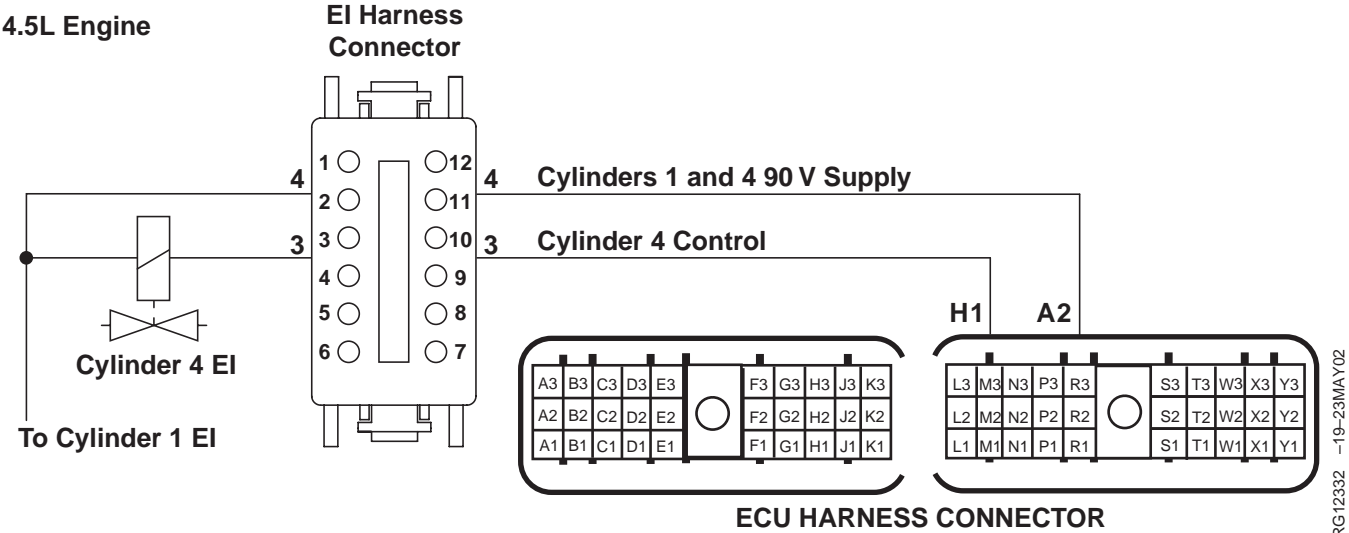 4.5L Engine
EI Harness
Connector
1 12
4 4 Cylinders 1 and 4 90 V Supply
2 11
3 3 10 3 Cylinder 4 Control
4 9
5 8
6 7
Cylinder 4 EI
To Cylinder 1 EI
H1 A2
A3 B3 C3 D3 E3 F3 G3 H3 J3 K3
A2 B2 C2 D2 E2 F2 G2 H2 J2 K2
A1 B1 C1 D1 E1 F1 G1 H1 J1 K1
L3 M3 N3 P3 R3 S3 T3 W3 X3 Y3
L2 M2 N2 P2 R2 S2 T2 W2 X2 Y2
L1 M1 N1 P1 R1 S1 T1 W1 X1 Y1
ECU HARNESS CONNECTOR
RG12332 –19–23MAY02